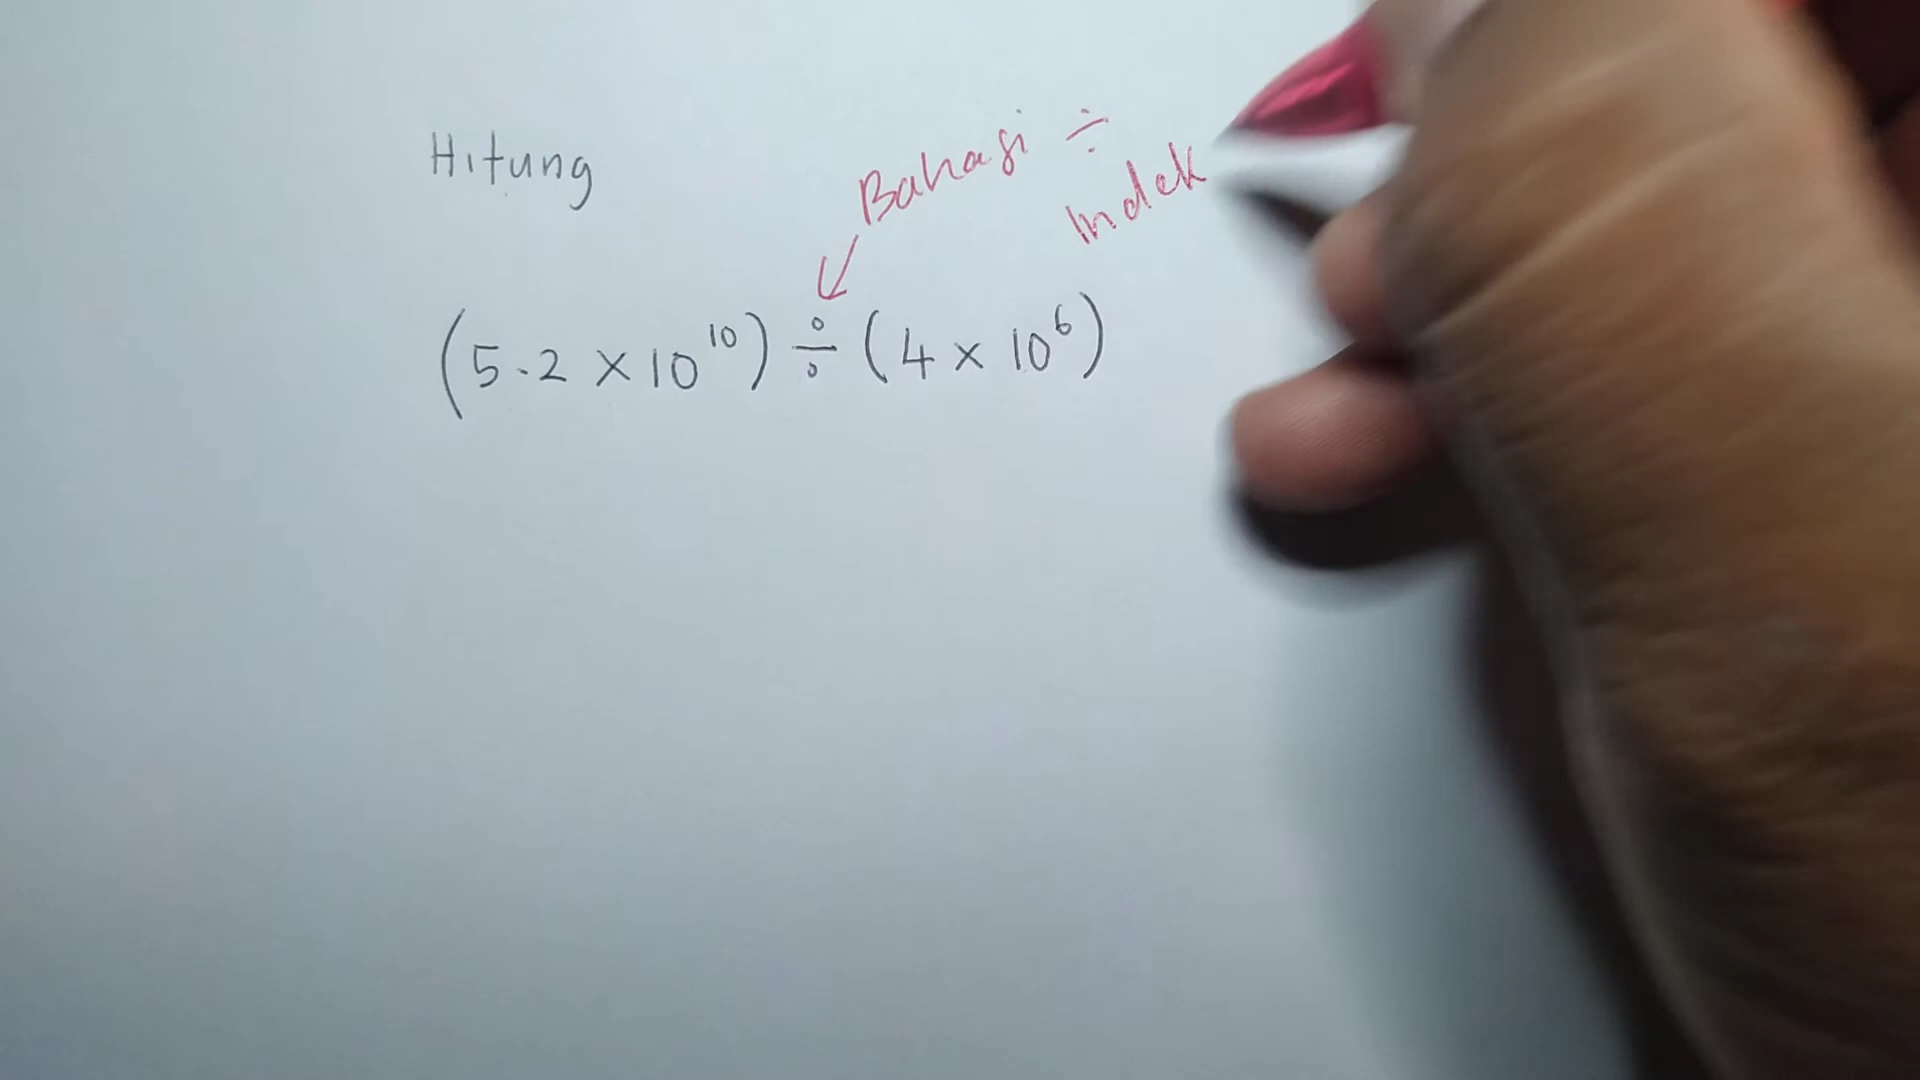 Hitung
Bahagi ÷
indek
(5.2 × 10¹⁰) ÷ (4 × 10⁶)